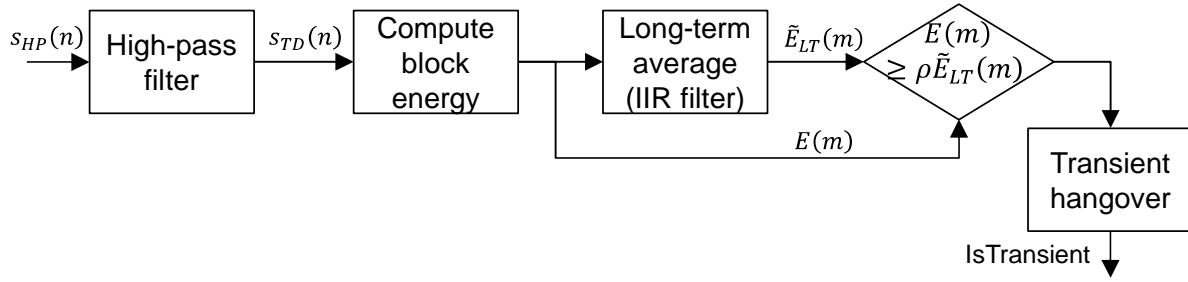 s_HP(n)
High-pass
filter
s_TD(n)
Compute
block
energy
Long-term
average
(IIR filter)
Ẽ_LT(m)
E(m)
≥ ρẼ_LT(m)
E(m)
Transient
hangover
IsTransient